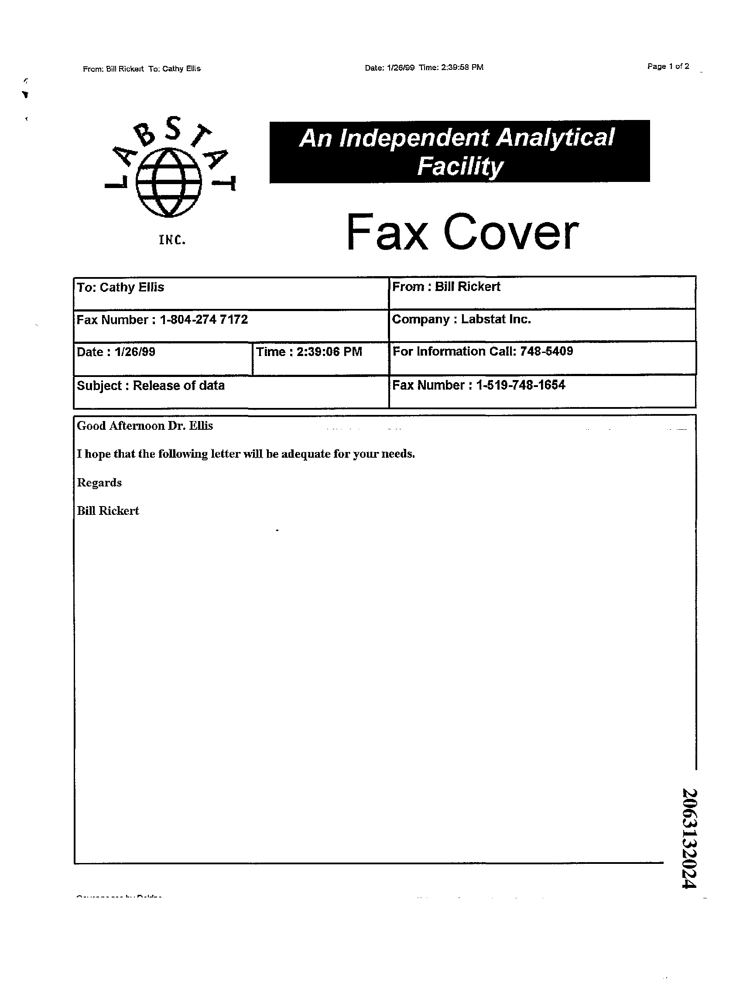 From: Bill Rickert To: Cathy Ellis Date: 1/26/99 Time: 2:39:58 PM Page 1 of 2
LABSTAT
INC.
An Independent Analytical
Facility
Fax Cover
To: Cathy Ellis From : Bill Rickert
Fax Number : 1-804-274 7172 Company : Labstat Inc.
Date : 1/26/99 Time : 2:39:06 PM For Information Call: 748-5409
Subject : Release of data Fax Number : 1-519-748-1654
Good Afternoon Dr. Ellis
I hope that the following letter will be adequate for your needs.
Regards
Bill Rickert
2063132024